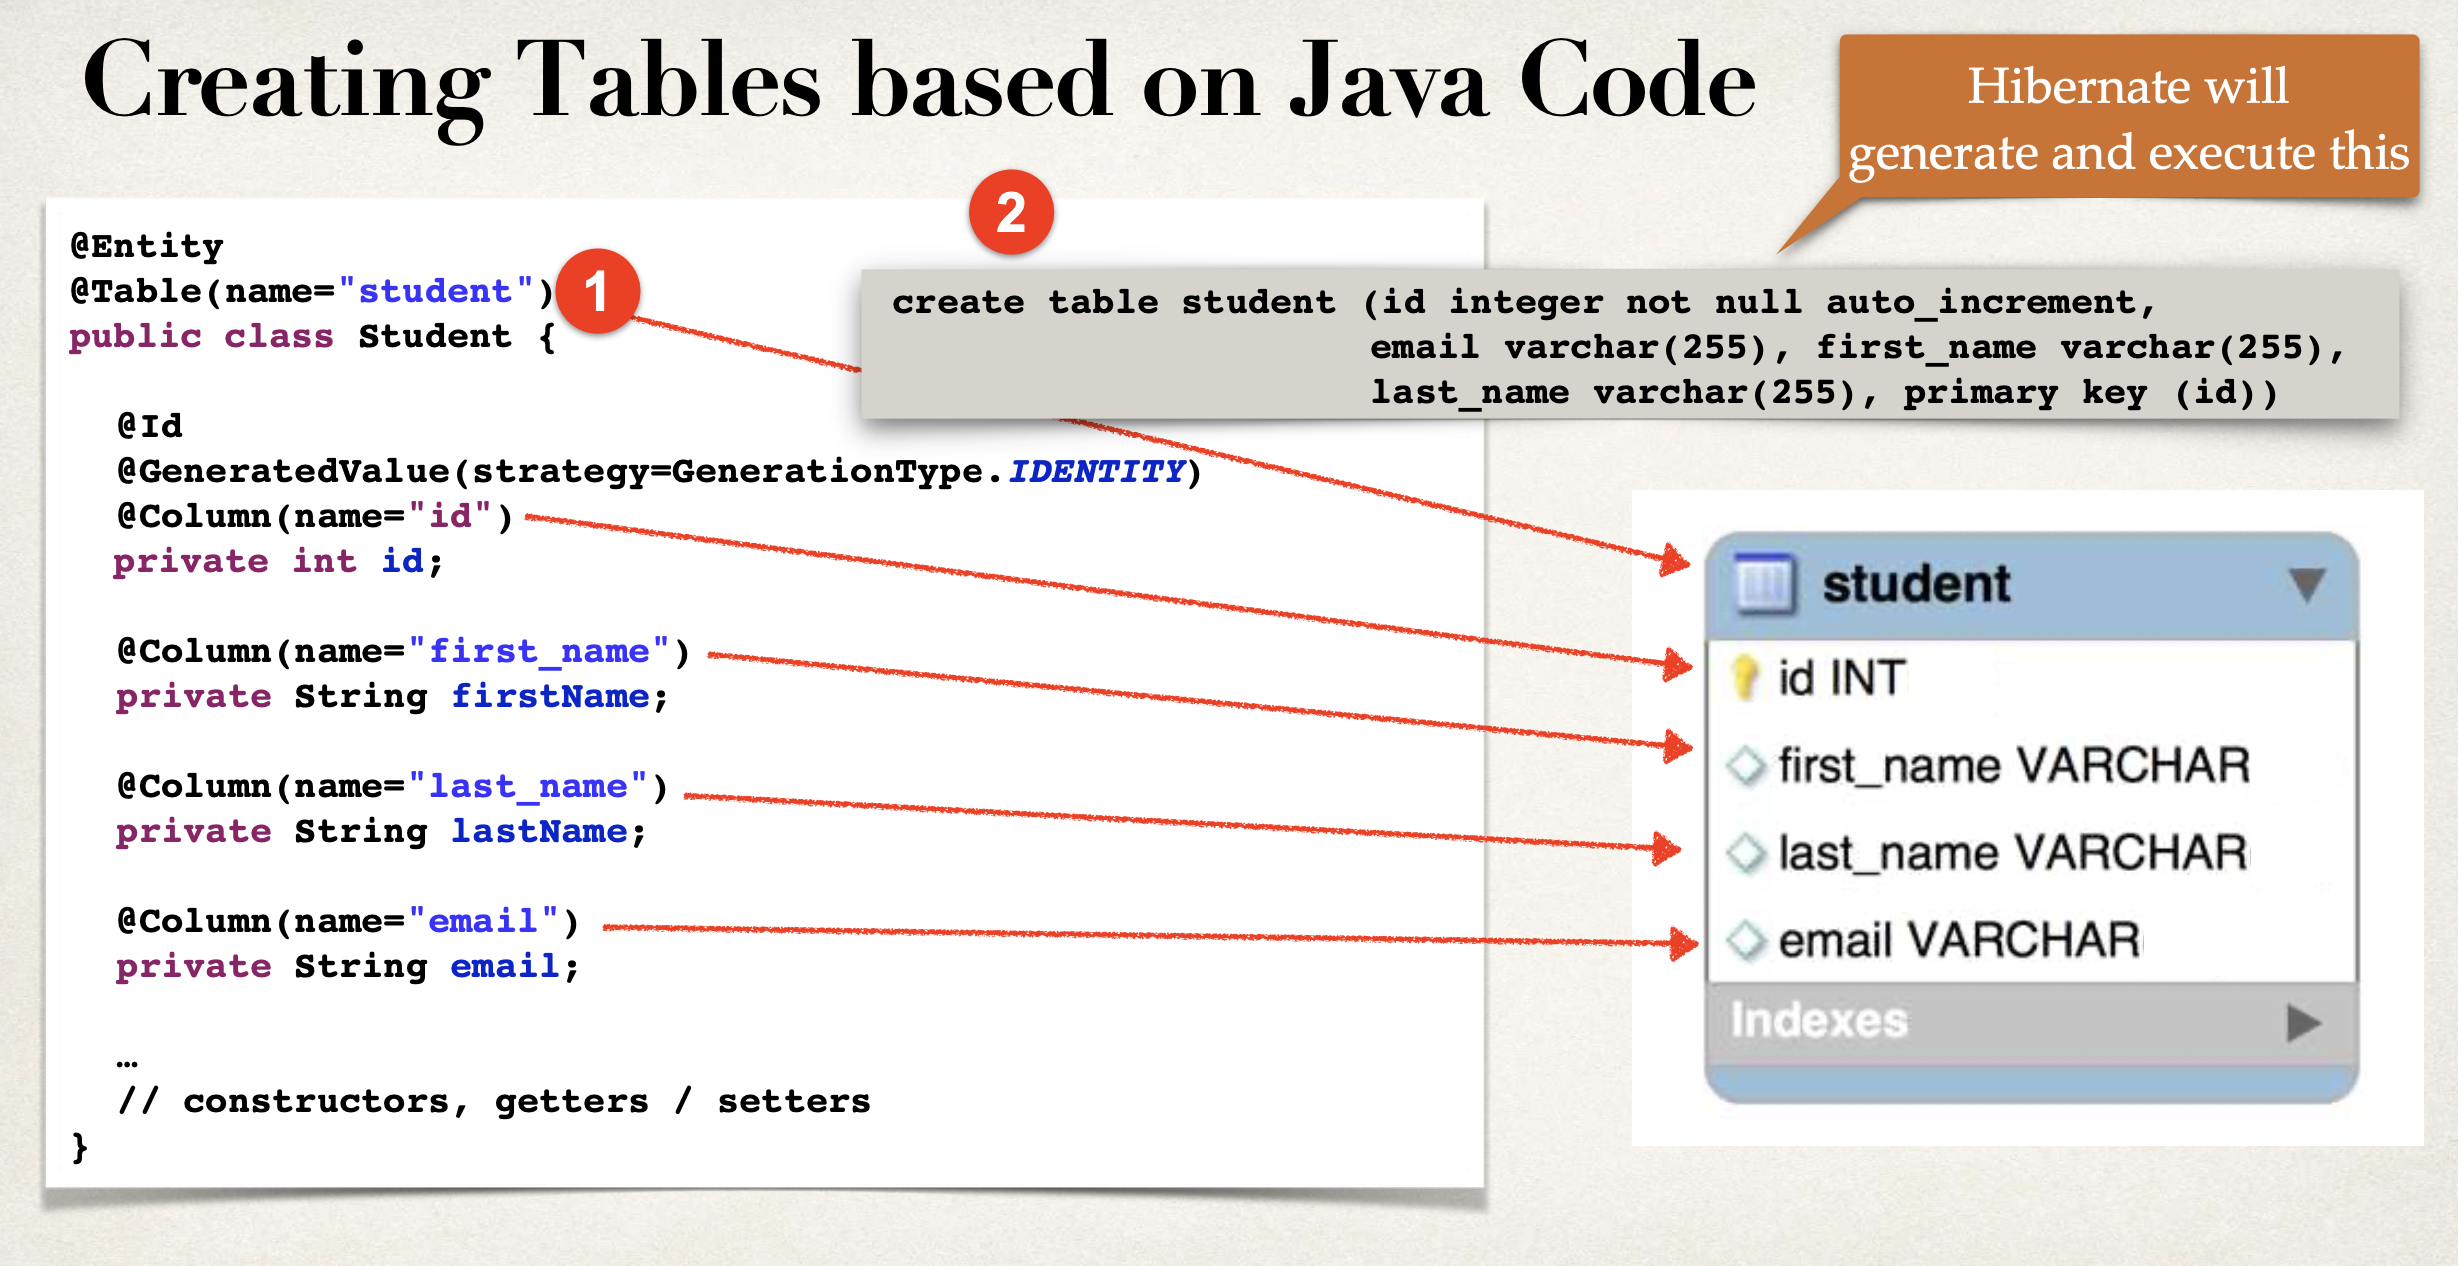 Creating Tables based on Java Code
Hibernate will
generate and execute this
@Entity
@Table(name="student")
public class Student {
@Id
@GeneratedValue(strategy=GenerationType.IDENTITY)
@Column(name="id")
private int id;
@Column(name="first_name")
private String firstName;
@Column(name="last_name")
private String lastName;
@Column(name="email")
private String email;
…
// constructors, getters / setters
}
1
2
create table student (id integer not null auto_increment,
email varchar(255), first_name varchar(255),
last_name varchar(255), primary key (id))
student
id INT
first_name VARCHAR
last_name VARCHAR
email VARCHAR
Indexes